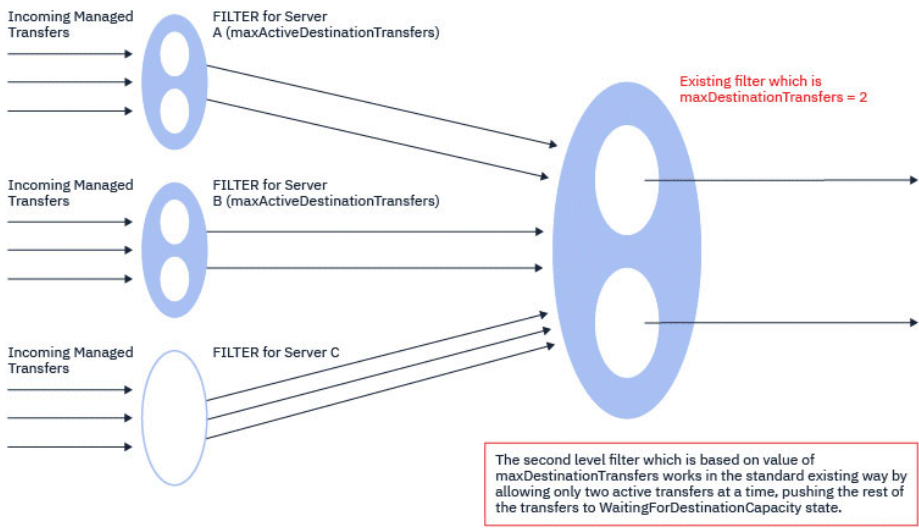 Incoming Managed
Transfers
FILTER for Server
A (maxActiveDestinationTransfers)
Existing filter which is
maxDestinationTransfers = 2
Incoming Managed
Transfers
FILTER for Server
B (maxActiveDestinationTransfers)
Incoming Managed
Transfers
FILTER for Server C
The second level filter which is based on value of
maxDestinationTransfers works in the standard existing way by
allowing only two active transfers at a time, pushing the rest of
the transfers to WaitingForDestinationCapacity state.